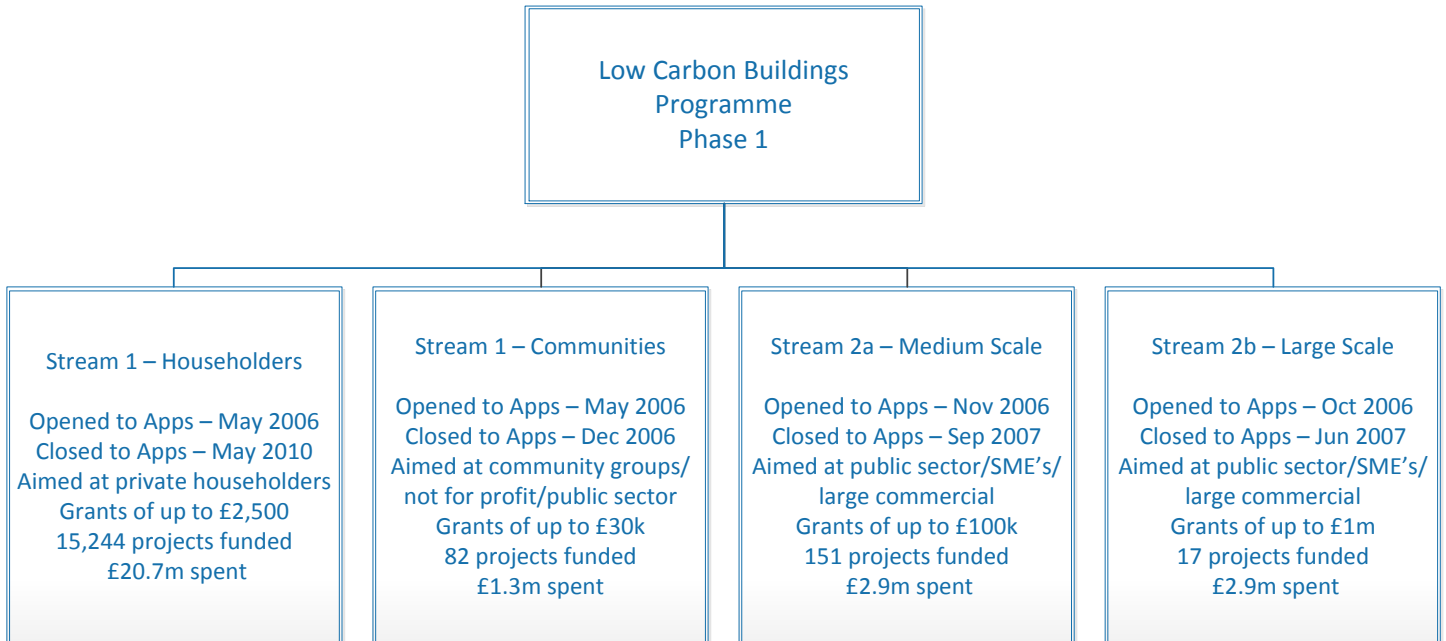 Low Carbon Buildings
Programme
Phase 1
Stream 1 – Householders
Opened to Apps – May 2006
Closed to Apps – May 2010
Aimed at private householders
Grants of up to £2,500
15,244 projects funded
£20.7m spent
Stream 1 – Communities
Opened to Apps – May 2006
Closed to Apps – Dec 2006
Aimed at community groups/
not for profit/public sector
Grants of up to £30k
82 projects funded
£1.3m spent
Stream 2a – Medium Scale
Opened to Apps – Nov 2006
Closed to Apps – Sep 2007
Aimed at public sector/SME’s/
large commercial
Grants of up to £100k
151 projects funded
£2.9m spent
Stream 2b – Large Scale
Opened to Apps – Oct 2006
Closed to Apps – Jun 2007
Aimed at public sector/SME’s/
large commercial
Grants of up to £1m
17 projects funded
£2.9m spent